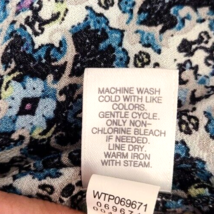 MACHINE WASH
COLD WITH LIKE
COLORS.
GENTLE CYCLE.
ONLY NON-
CHLORINE BLEACH
IF NEEDED.
LINE DRY.
WARM IRON
WITH STEAM.
WTP069671